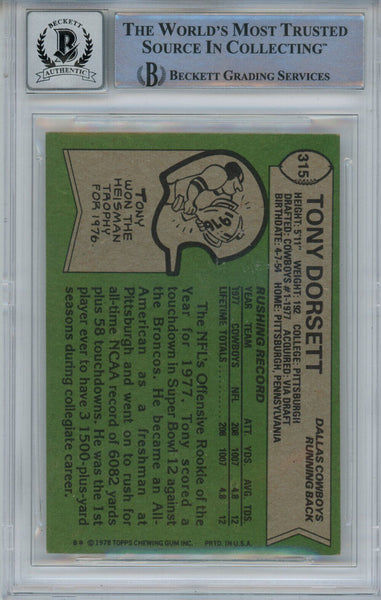 BECKETT
AUTHENTIC
THE WORLD'S MOST TRUSTED
SOURCE IN COLLECTING™
B BECKETT GRADING SERVICES
315
TONY DORSETT
DALLAS COWBOYS
RUNNING BACK
HEIGHT: 5'11" WEIGHT: 192 COLLEGE: PITTSBURGH
DRAFTED: COWBOYS #1-1977 ACQUIRED: VIA DRAFT
BIRTHDATE: 4-7-54 HOME: PITTSBURGH, PENNSYLVANIA
RUSHING RECORD
YEAR TEAM ATT. YDS. AVG. TDS.
1977 COWBOYS NFL 208 1007 4.8 12
LIFETIME TOTALS 208 1007 4.8 12
The NFL's Offensive Rookie of the
Year for 1977, Tony scored a
touchdown in Super Bowl 12 against
the Broncos. He became an All-
American as a freshman at
Pittsburgh and went on to rush for
all-time NCAA record of 6082 yards
plus 58 touchdowns. He was the 1st
player ever to have 3 1500-plus-yard
seasons during collegiate career.
1976
TONY
WON THE
HEISMAN
TROPHY
FOR 1976.
© 1978 TOPPS CHEWING GUM INC. PRTD. IN U.S.A.